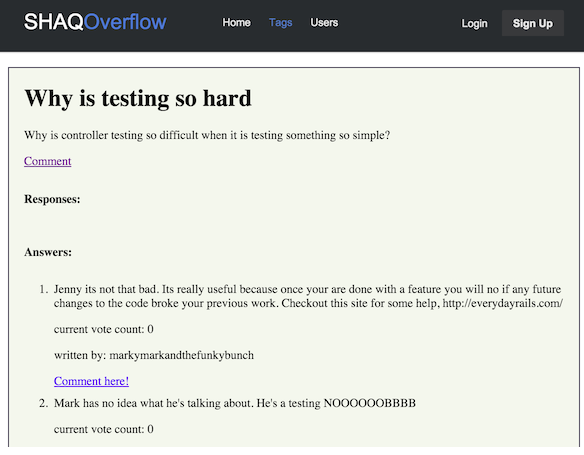 SHAQOverflow Home Tags Users Login Sign Up
Why is testing so hard
Why is controller testing so difficult when it is testing something so simple?
Comment
Responses:
Answers:
1. Jenny its not that bad. Its really useful because once your are done with a feature you will no if any future
changes to the code broke your previous work. Checkout this site for some help, http://everydayrails.com/
current vote count: 0
written by: markymarkandthefunkybunch
Comment here!
2. Mark has no idea what he's talking about. He's a testing NOOOOOOBBBB
current vote count: 0